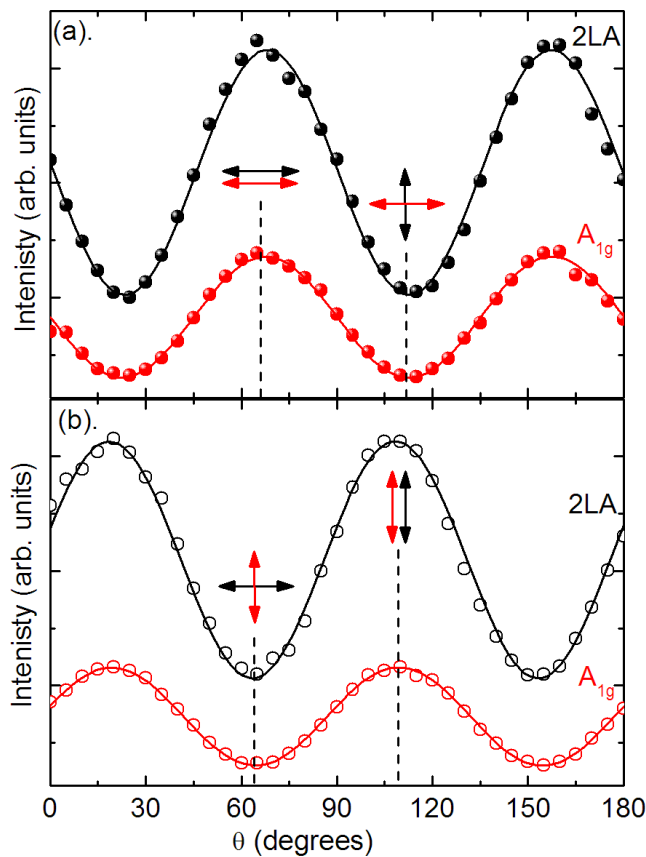 (a).
2LA
A1g
Intenisty (arb. units)
(b).
2LA
A1g
Intenisty (arb. units)
0 30 60 90 120 150 180
θ (degrees)